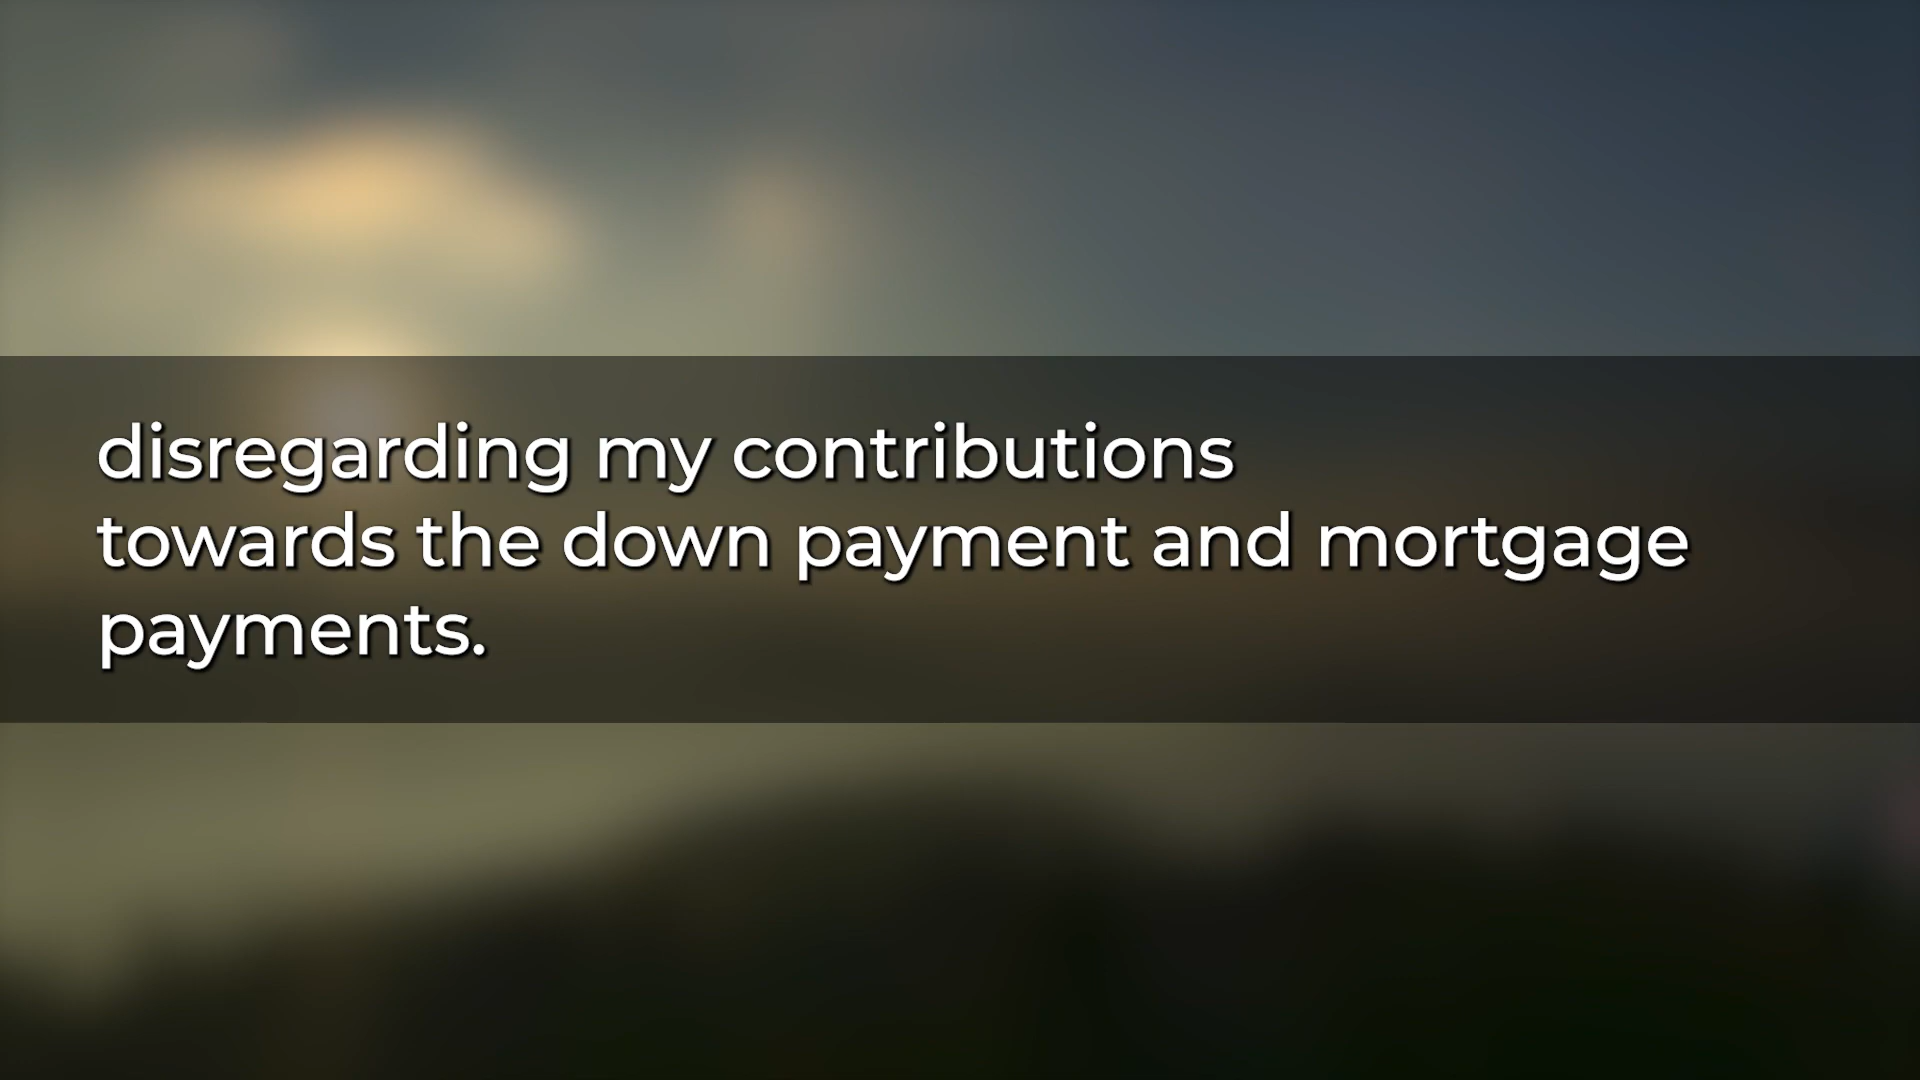 disregarding my contributions
towards the down payment and mortgage
payments.